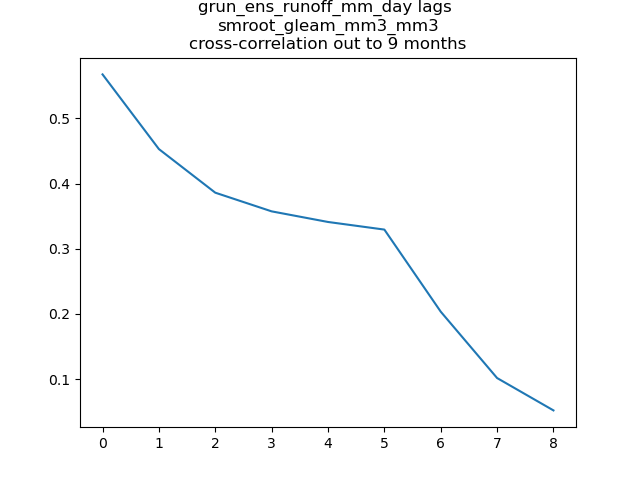 grun_ens_runoff_mm_day lags
smroot_gleam_mm3_mm3
cross-correlation out to 9 months
0.5
0.4
0.3
0.2
0.1
0 1 2 3 4 5 6 7 8